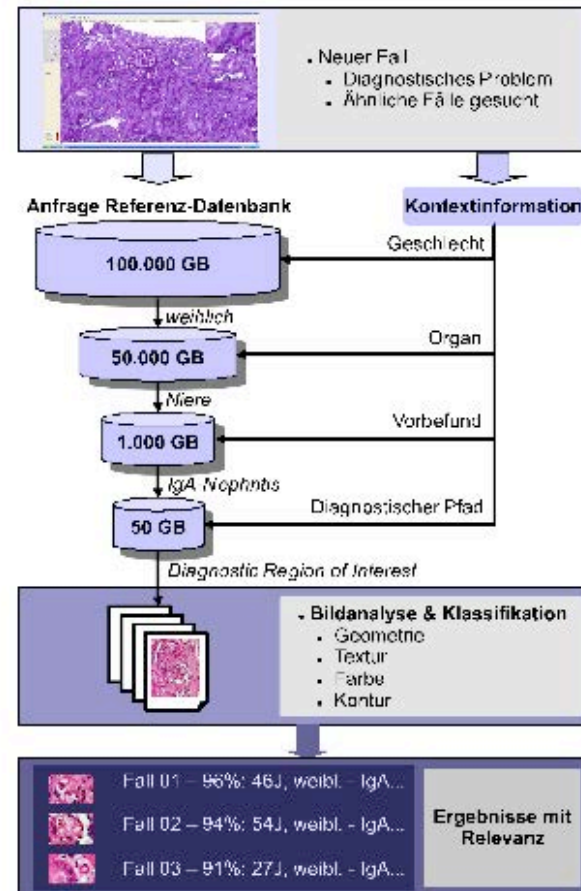 • Neuer Fall
• Diagnostisches Problem
• Ähnliche Fälle gesucht
Anfrage Referenz-Datenbank
Kontextinformation
Geschlecht
100.000 GB
weiblich
Organ
50.000 GB
Niere
Vorbefund
1.000 GB
IgA Nephritis
Diagnostischer Pfad
50 GB
Diagnostic Region of Interest
• Bildanalyse & Klassifikation
• Geometrie
• Textur
• Farbe
• Kontur
Fall 01 – 96%: 46J, weibl. - IgA...
Fall 02 – 94%: 54J, weibl. - IgA...
Fall 03 – 91%: 27J, weibl. - IgA...
Ergebnisse mit
Relevanz